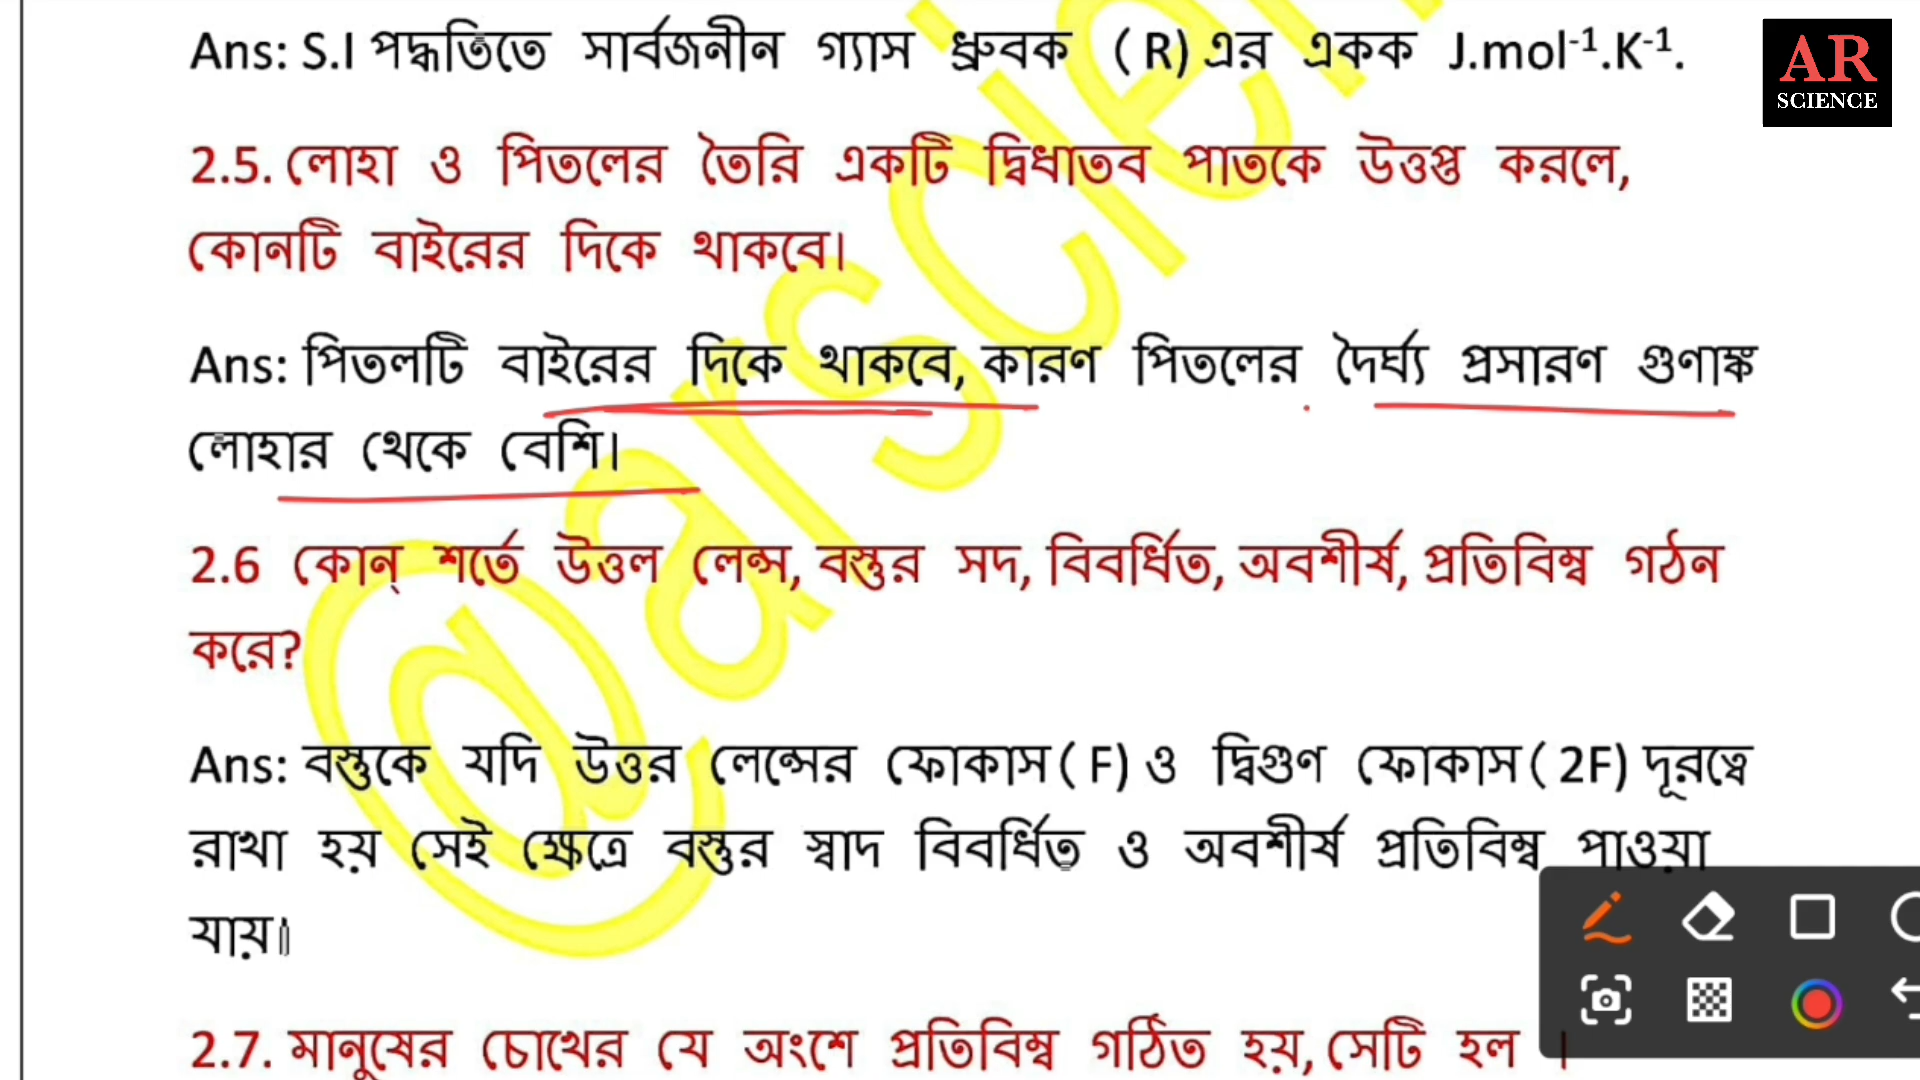 Ans: S.I পদ্ধতিতে সার্বজনীন গ্যাস ধ্রুবক ( R) এর একক J.mol⁻¹.K⁻¹.
AR
SCIENCE
2.5. লোহা ও পিতলের তৈরি একটি দ্বিধাতব পাতকে উত্তপ্ত করলে,
কোনটি বাইরের দিকে থাকবে।
Ans: পিতলটি বাইরের দিকে থাকবে, কারণ পিতলের দৈর্ঘ্য প্রসারণ গুণাঙ্ক
লোহার থেকে বেশি।
2.6 কোন্ শর্তে উত্তল লেন্স, বস্তুর সদ, বিবর্ধিত, অবশীর্ষ, প্রতিবিম্ব গঠন
করে?
Ans: বস্তুকে যদি উত্তর লেন্সের ফোকাস ( F) ও দ্বিগুণ ফোকাস ( 2F) দূরত্বে
রাখা হয় সেই ক্ষেত্রে বস্তুর স্বাদ বিবর্ধিত ও অবশীর্ষ প্রতিবিম্ব পাওয়া
যায়।
2.7. মানুষের চোখের যে অংশে প্রতিবিম্ব গঠিত হয়, সেটি হল ।
@arscien